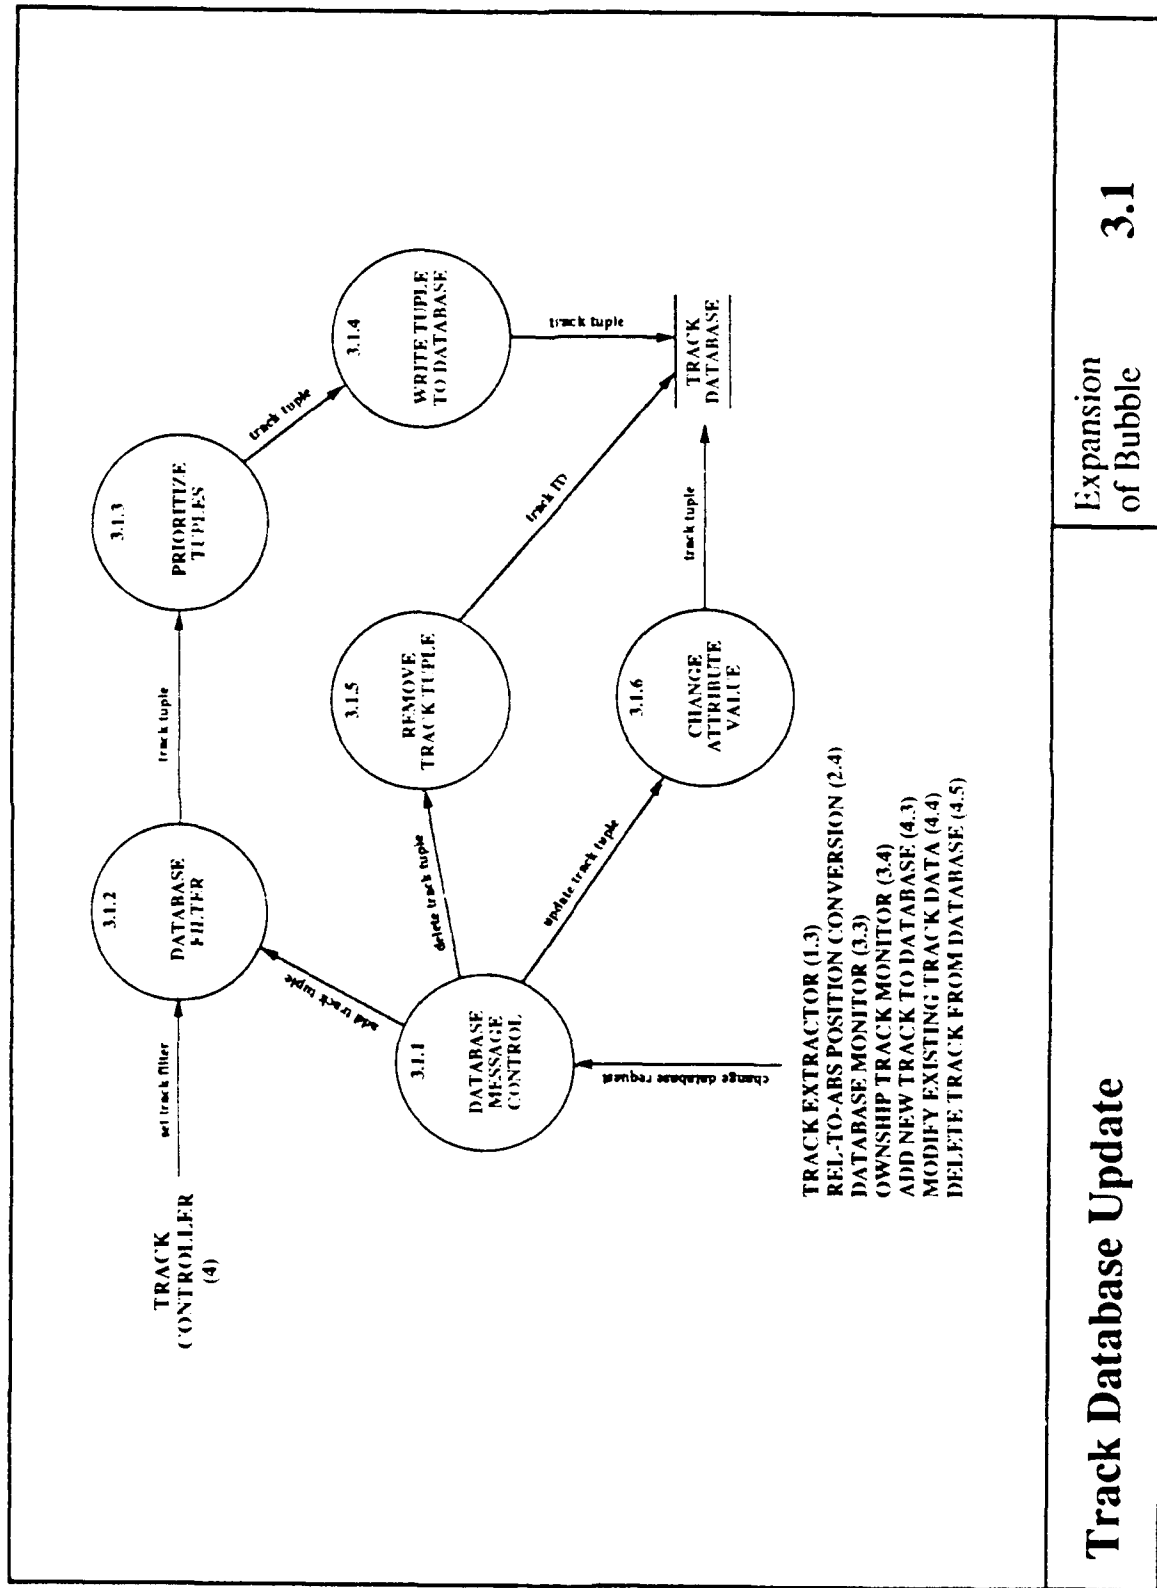 TRACK
CONTROLLER
(4)
set track filter
3.1.2
DATABASE
FILTER
track tuple
3.1.3
PRIORITIZE
TUPLES
track tuple
3.1.4
WRITE TUPLE
TO DATABASE
track tuple
add track tuple
3.1.1
DATABASE
MESSAGE
CONTROL
delete track tuple
3.1.5
REMOVE
TRACK TUPLE
track ID
TRACK
DATABASE
update track tuple
3.1.6
CHANGE
ATTRIBUTE
VALUE
track tuple
change database request
TRACK EXTRACTOR (1.3)
REL-TO-ABS POSITION CONVERSION (2.4)
DATABASE MONITOR (3.3)
OWNSHIP TRACK MONITOR (3.4)
ADD NEW TRACK TO DATABASE (4.3)
MODIFY EXISTING TRACK DATA (4.4)
DELETE TRACK FROM DATABASE (4.5)
Track Database Update
Expansion
of Bubble
3.1